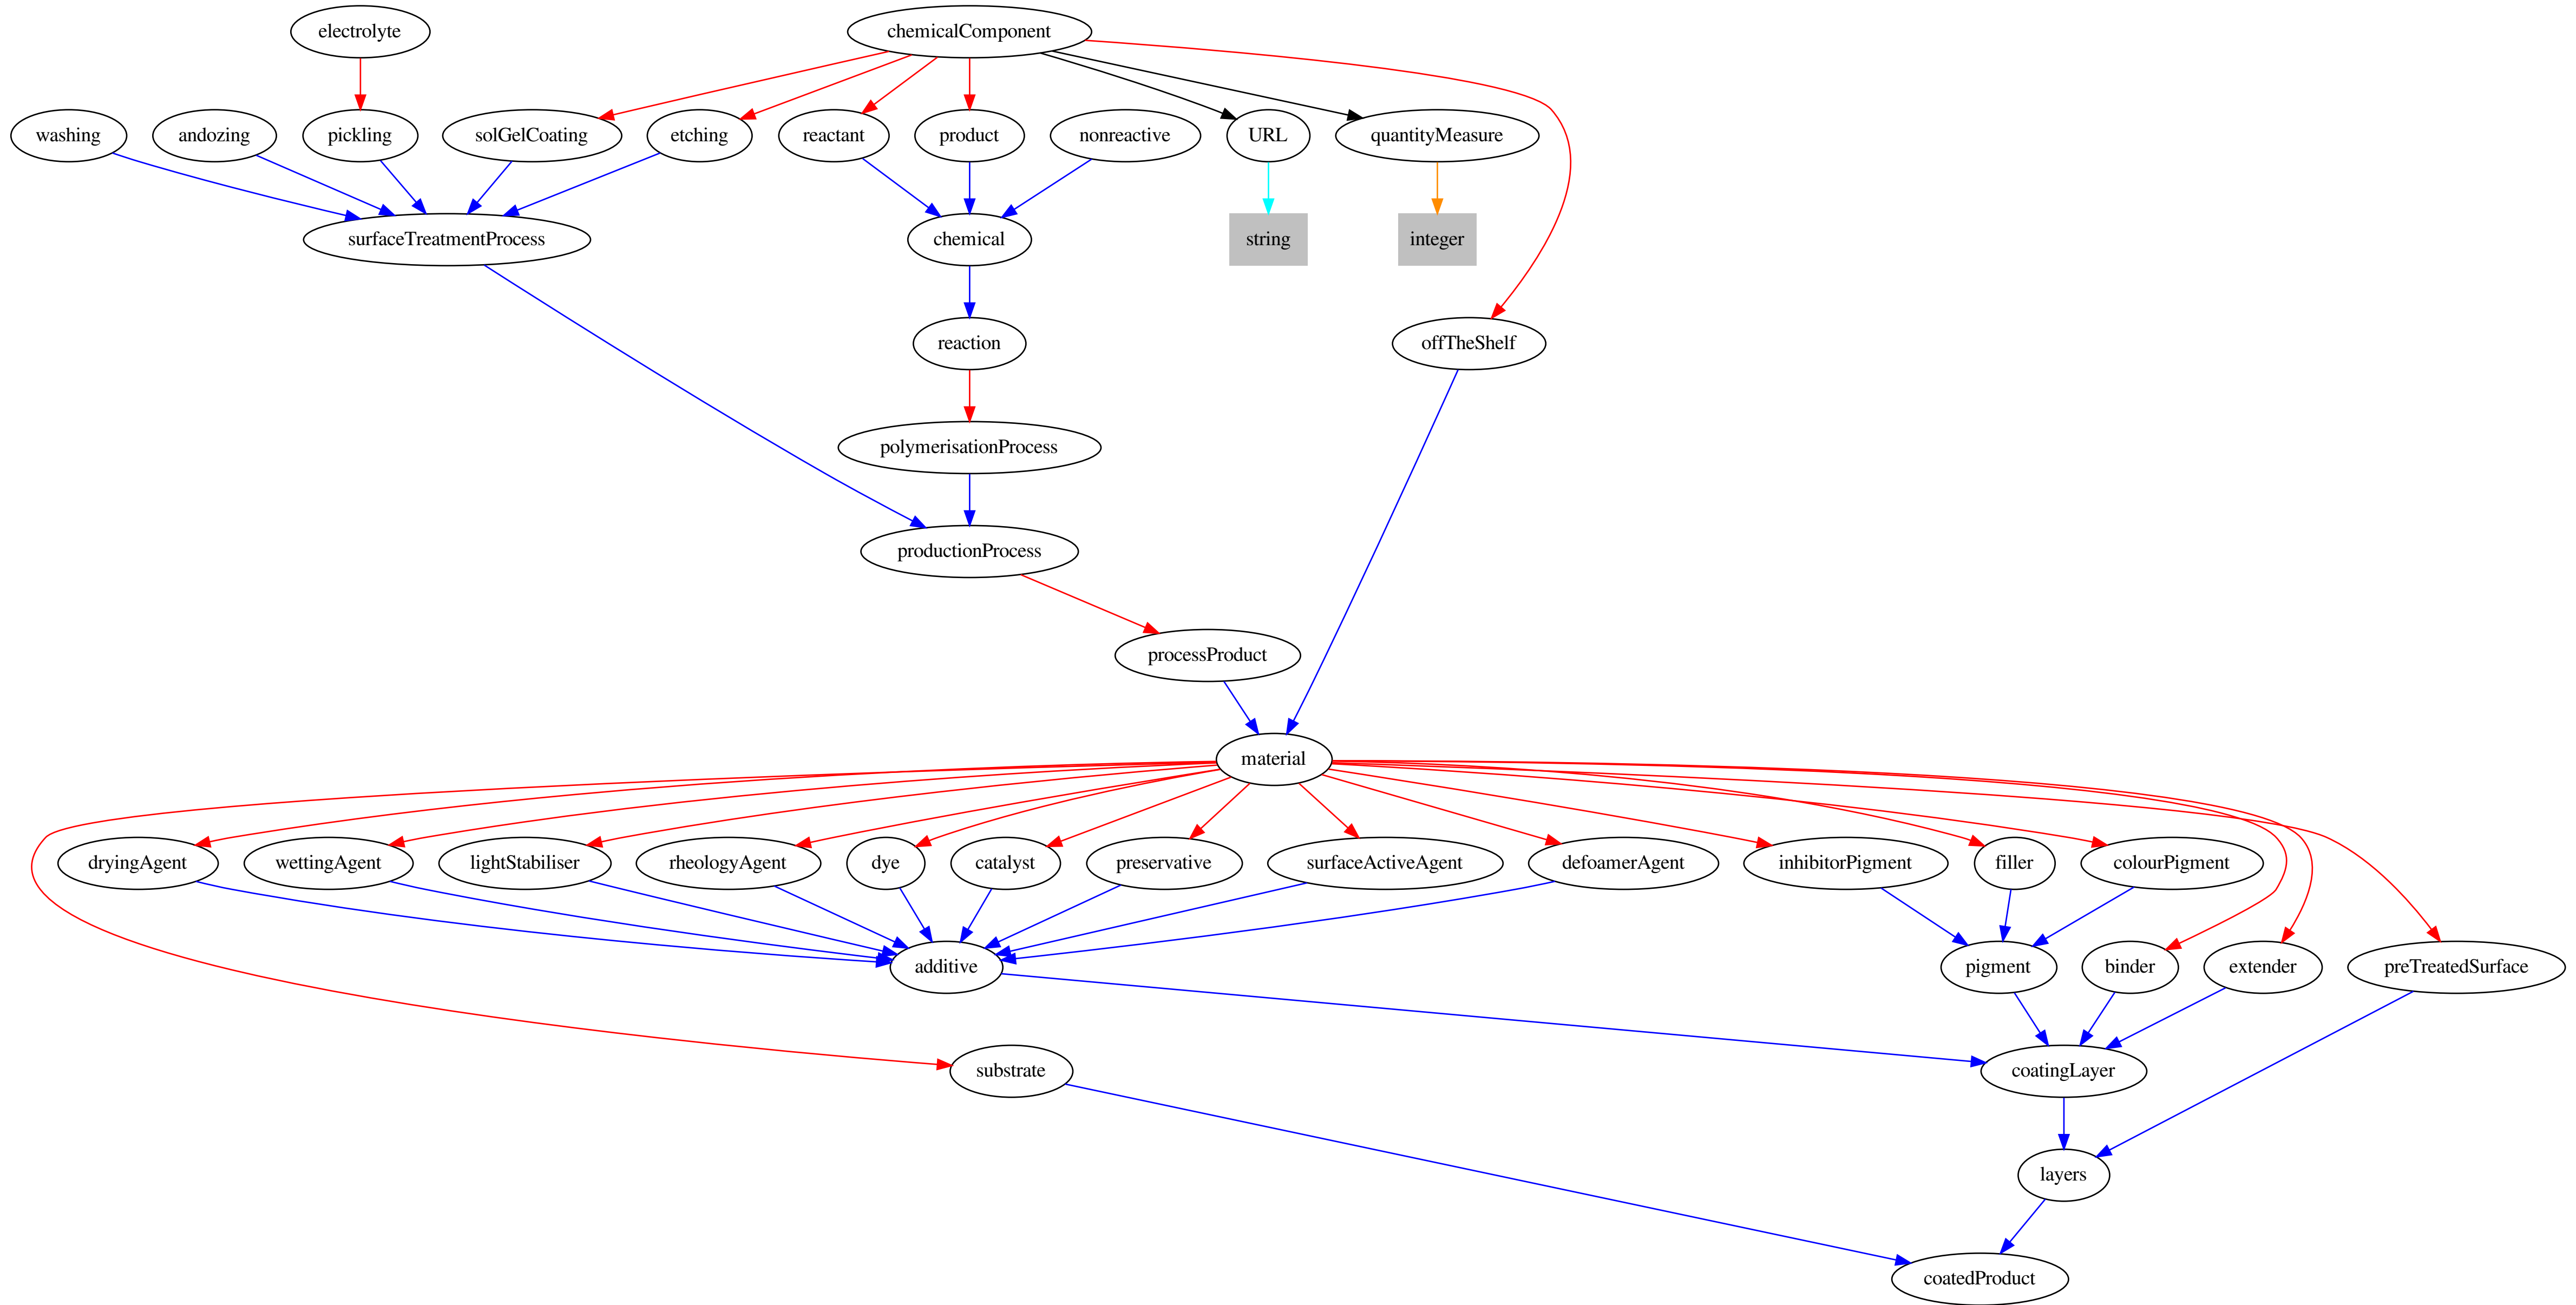 electrolyte
chemicalComponent
washing
andozing
pickling
solGelCoating
etching
reactant
product
nonreactive
URL
quantityMeasure
surfaceTreatmentProcess
chemical
string
integer
reaction
offTheShelf
polymerisationProcess
productionProcess
processProduct
material
dryingAgent
wettingAgent
lightStabiliser
rheologyAgent
dye
catalyst
preservative
surfaceActiveAgent
defoamerAgent
inhibitorPigment
filler
colourPigment
additive
pigment
binder
extender
preTreatedSurface
substrate
coatingLayer
layers
coatedProduct